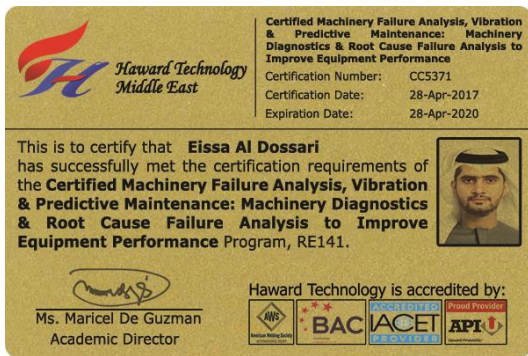 Haward Technology
Middle East
Certified Machinery Failure Analysis, Vibration
& Predictive Maintenance: Machinery
Diagnostics & Root Cause Failure Analysis to
Improve Equipment Performance
Certification Number: CC5371
Certification Date: 28-Apr-2017
Expiration Date: 28-Apr-2020
This is to certify that Eissa Al Dossari
has successfully met the certification requirements of
the Certified Machinery Failure Analysis, Vibration
& Predictive Maintenance: Machinery Diagnostics
& Root Cause Failure Analysis to Improve
Equipment Performance Program, RE141.
Ms. Maricel De Guzman
Academic Director
Haward Technology is accredited by:
AWS
American Welding Society
BAC
ACCREDITED
IACET
PROVIDER
Proud Provider
API U